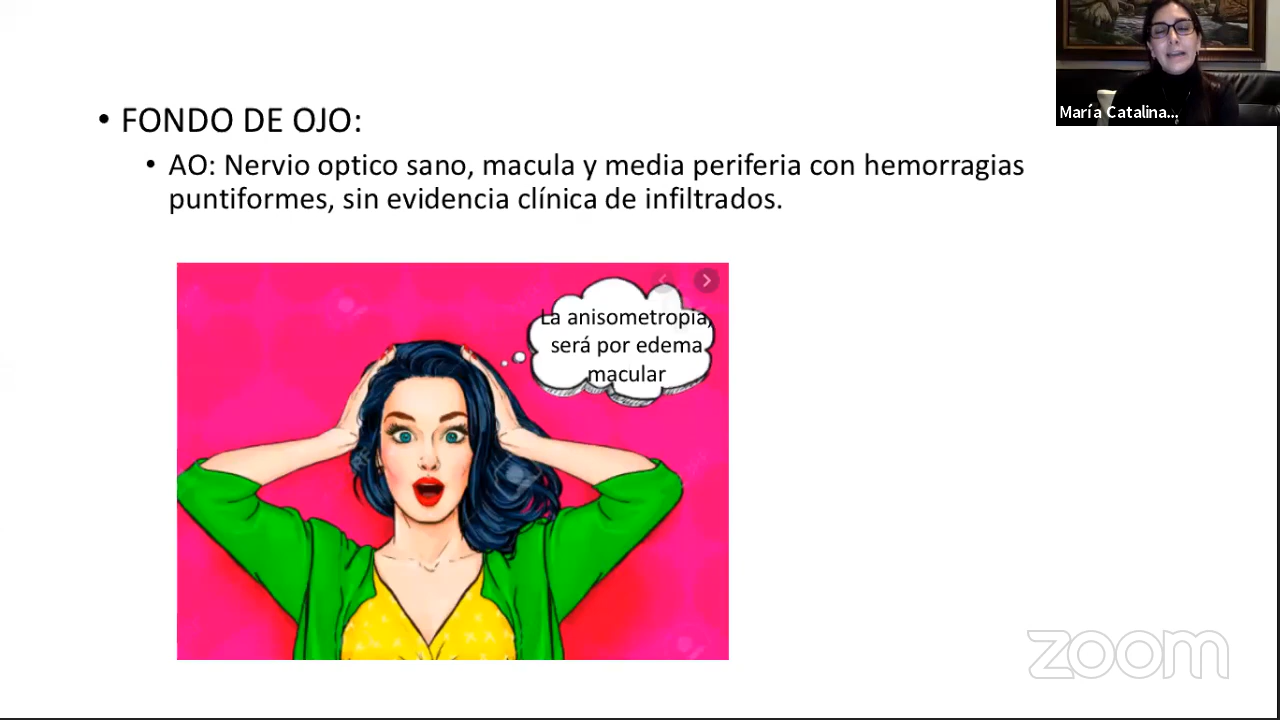 María Catalina...
• FONDO DE OJO:
• AO: Nervio optico sano, macula y media periferia con hemorragias
puntiformes, sin evidencia clínica de infiltrados.
La anisometropia,
será por edema
macular
zoom